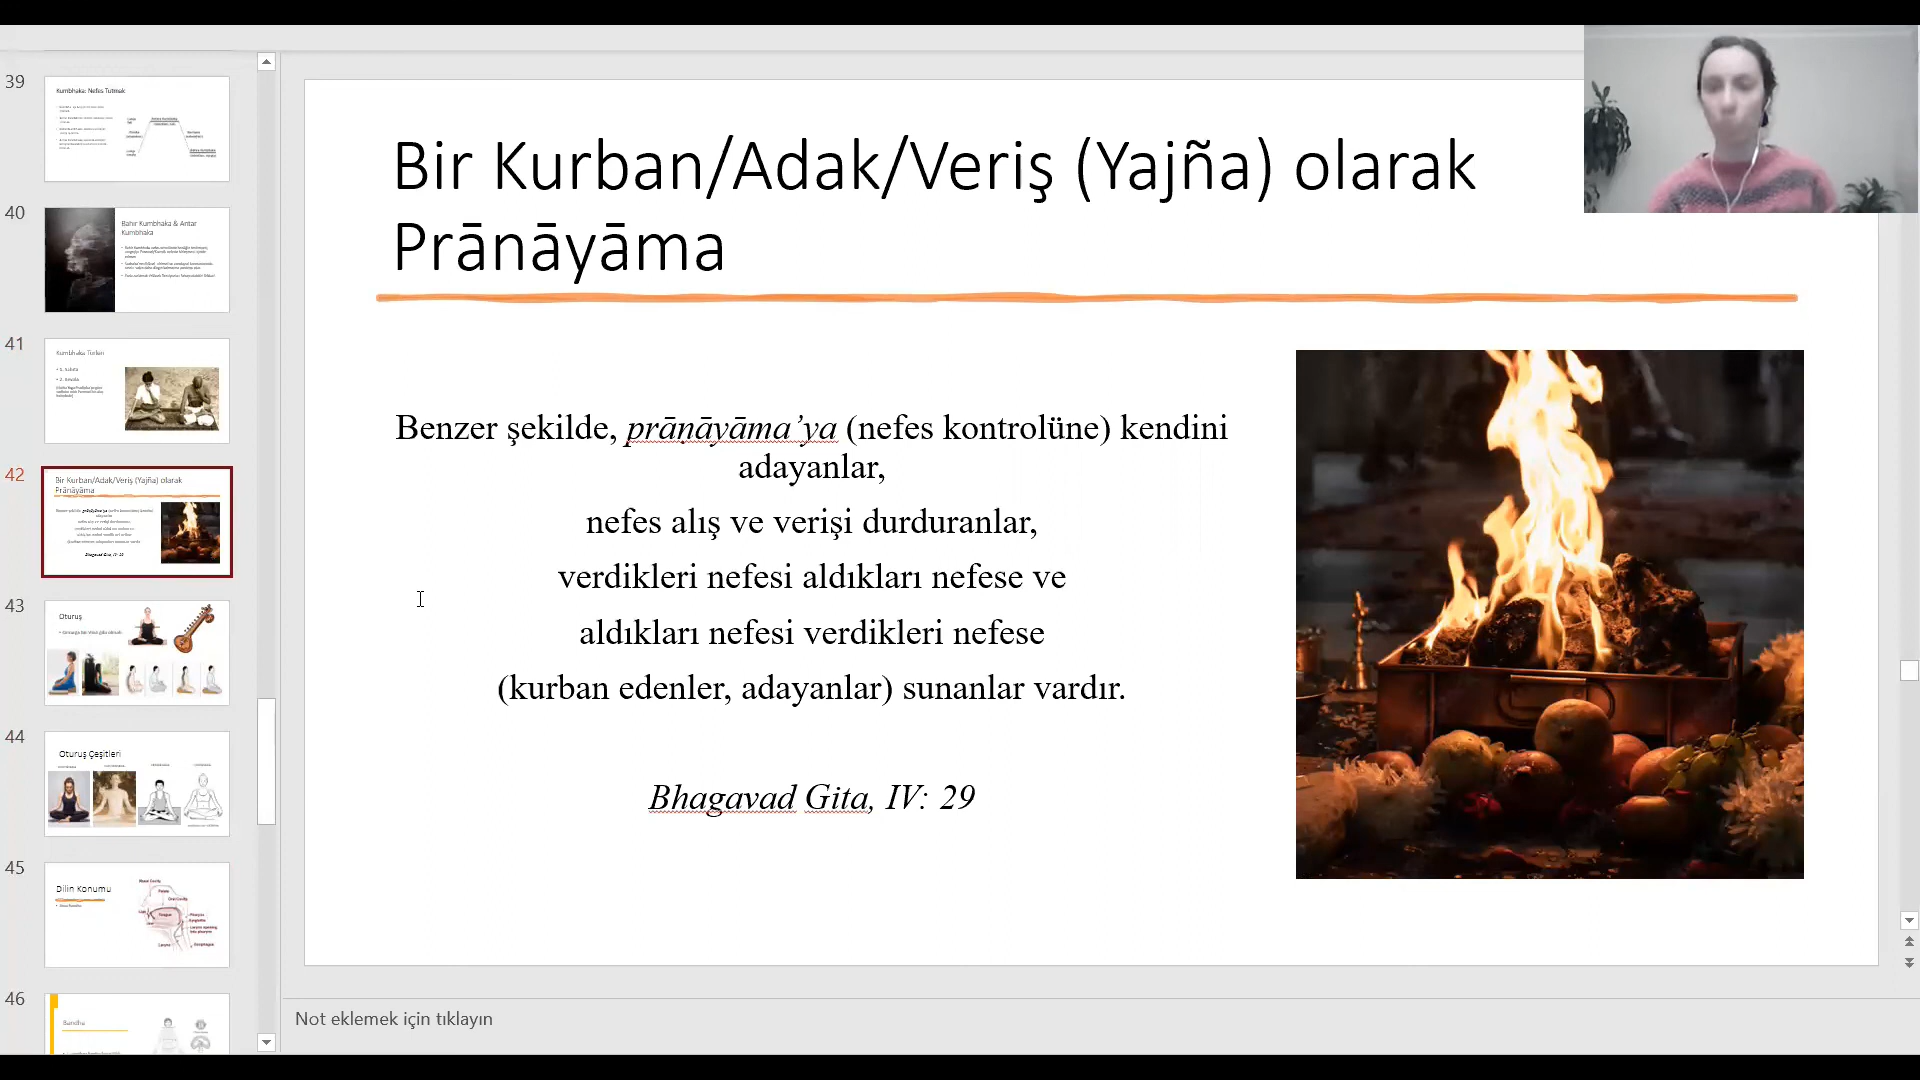 39
Kumbhaka: Nefes Tutmak
40
Bahir Kumbhaka & Antar
Kumbhaka
41
Kumbhaka Türleri
42
Bir Kurban/Adak/Veriş (Yajña) olarak
Prānāyāma
43
Oturuş
44
Oturuş Çeşitleri
45
Dilin Konumu
46
Bandha
Bir Kurban/Adak/Veriş (Yajña) olarak
Prānāyāma
Benzer şekilde, prāṇāyāma’ya (nefes kontrolüne) kendini
adayanlar,
nefes alış ve verişi durduranlar,
verdikleri nefesi aldıkları nefese ve
aldıkları nefesi verdikleri nefese
(kurban edenler, adayanlar) sunanlar vardır.
Bhagavad Gita, IV: 29
Not eklemek için tıklayın